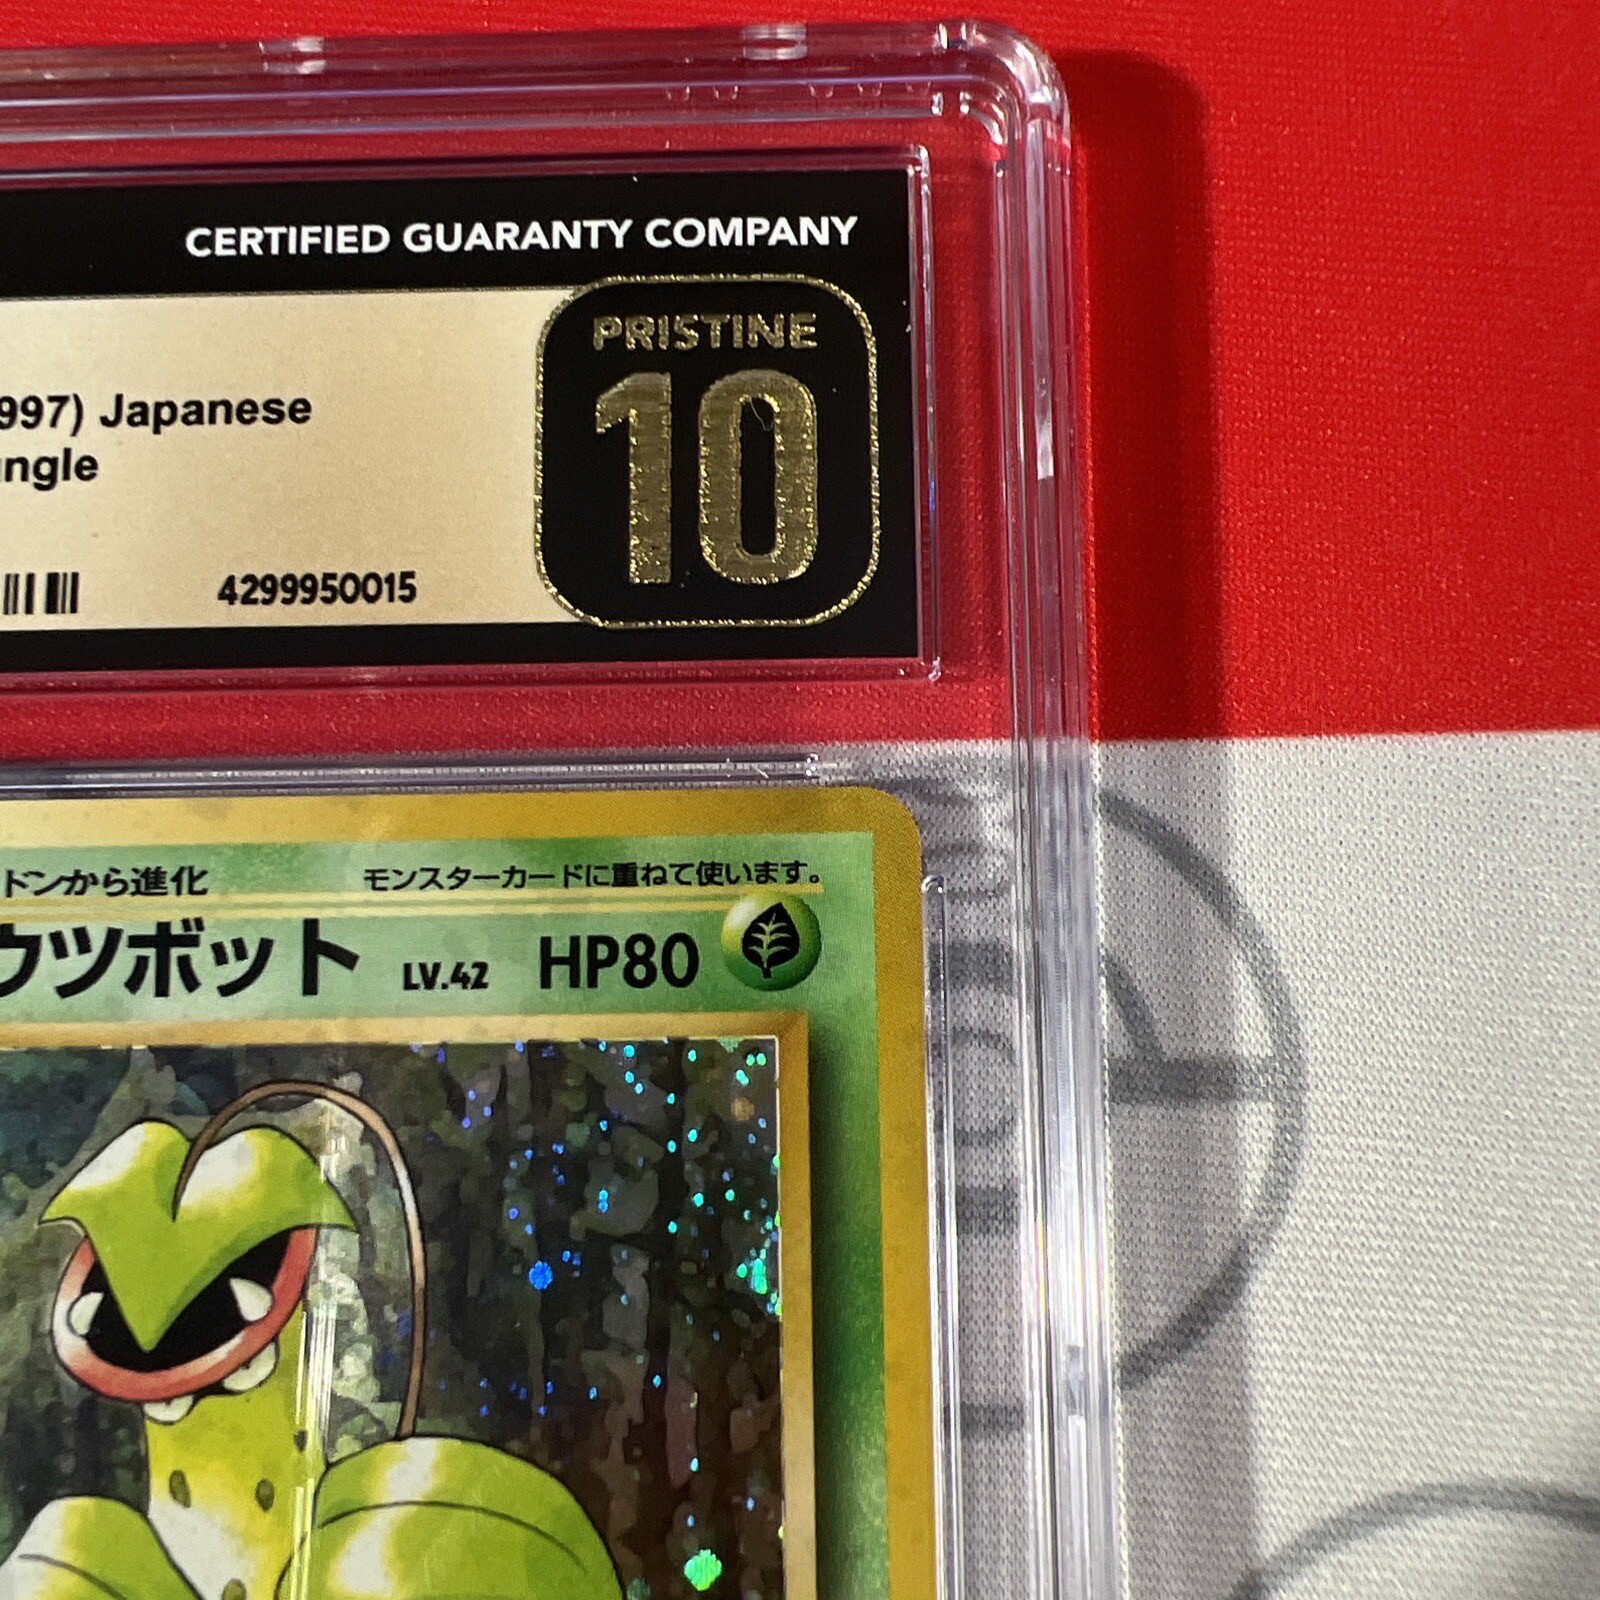 CERTIFIED GUARANTY COMPANY
PRISTINE
10
997) Japanese
ngle
4299950015
ドンから進化
モンスターカードに重ねて使います。
ウツボット LV.42 HP80